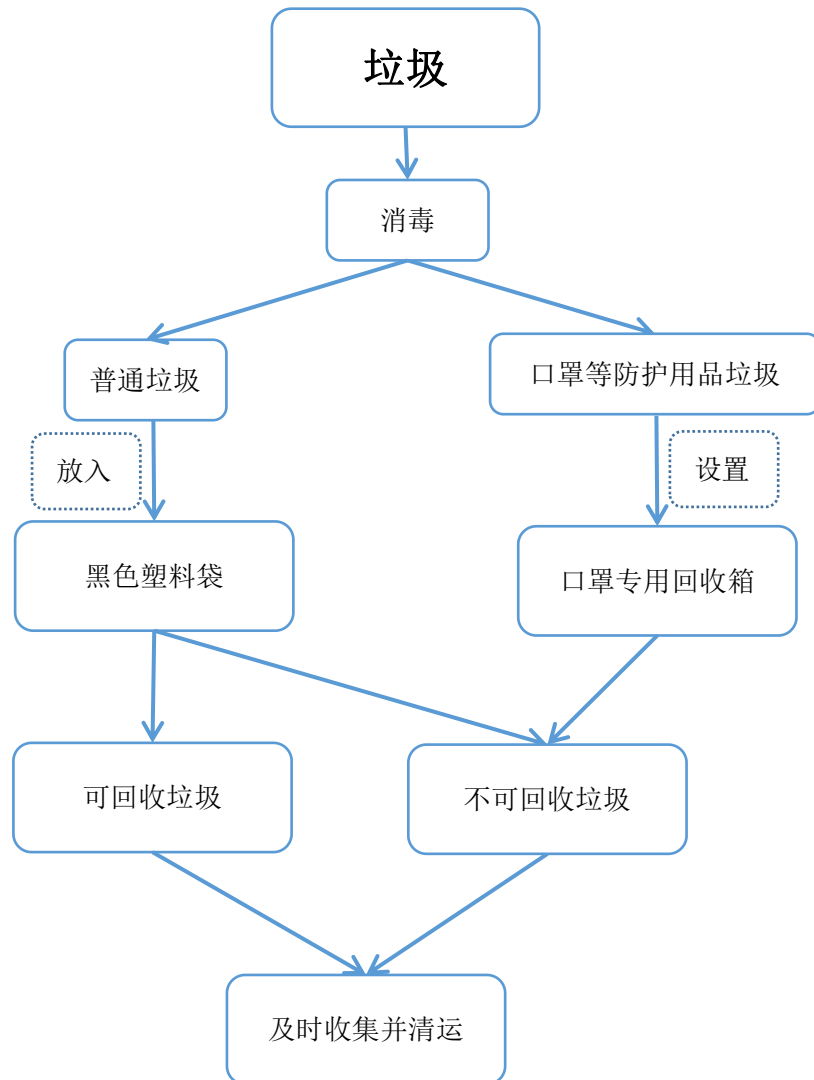 垃圾
消毒
普通垃圾
口罩等防护用品垃圾
放入
设置
黑色塑料袋
口罩专用回收箱
可回收垃圾
不可回收垃圾
及时收集并清运